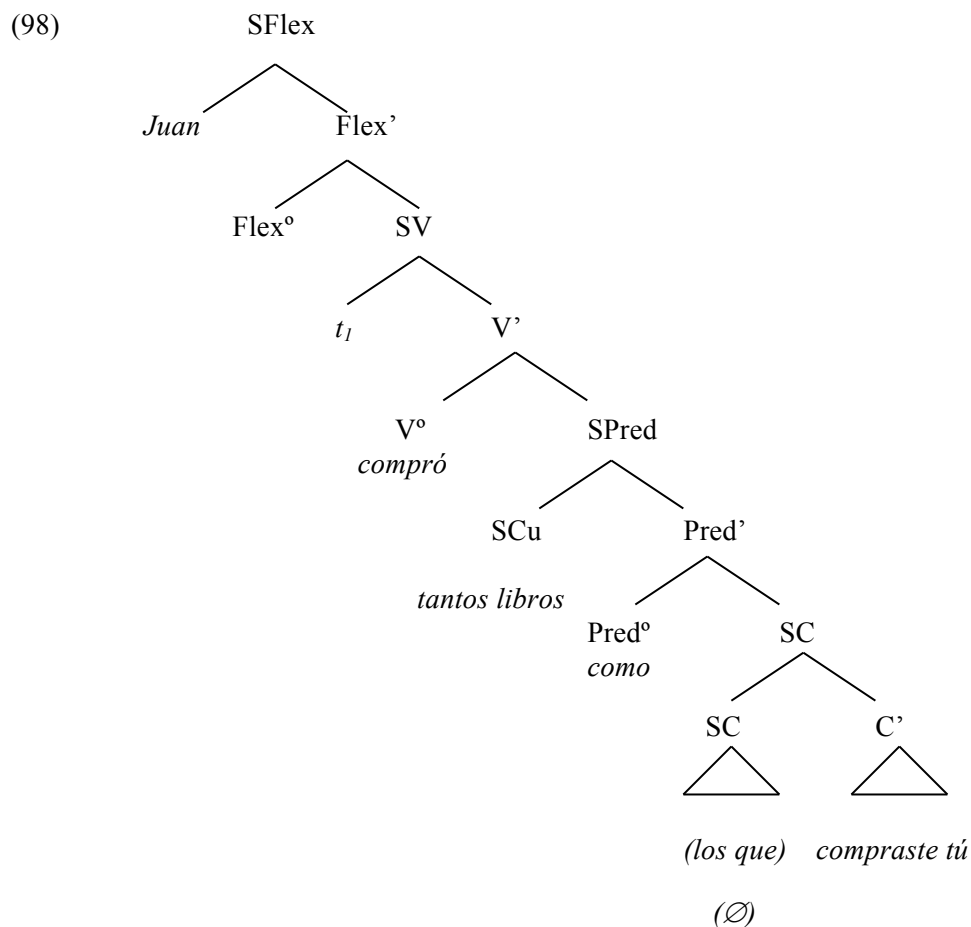 (98) SFlex
Juan Flex’
Flexº SV
t1 V’
Vº SPred
compró
SCu Pred’
tantos libros
Predº SC
como
SC C’
(los que) compraste tú
(∅)